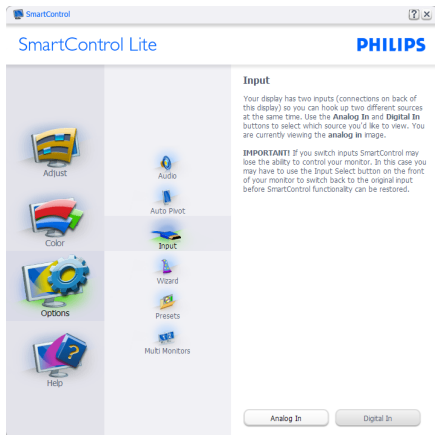 SmartControl
SmartControl Lite
PHILIPS
Adjust
Color
Options
Help
Audio
Auto Pivot
Input
Wizard
Presets
Multi Monitors
Input
Your display has two inputs (connections on back of
this display) so you can hook up two different sources
at the same time. Use the Analog In and Digital In
buttons to select which source you'd like to view. You
are currently viewing the analog in image.
IMPORTANT! If you switch inputs SmartControl may
lose the ability to control your monitor. In this case you
may have to use the Input Select button on the front
of your monitor to switch back to the original input
before SmartControl functionality can be restored.
Analog In
Digital In